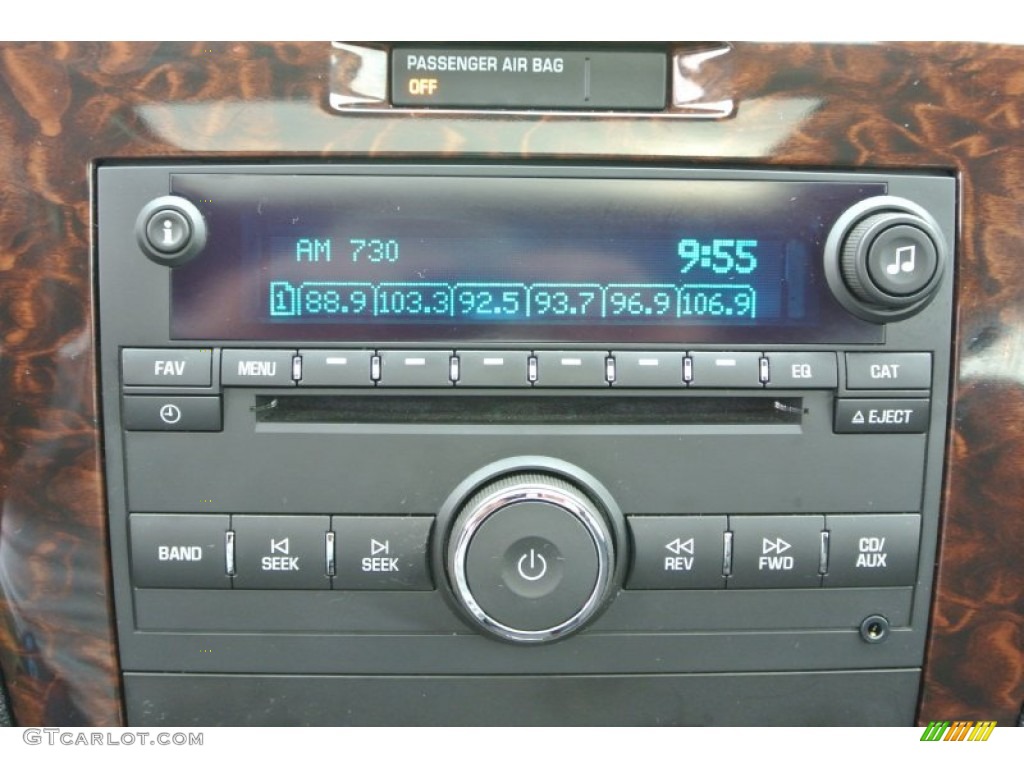 PASSENGER AIR BAG
OFF
i
AM 730 9:55
1 88.9 103.3 92.5 93.7 96.9 106.9
FAV MENU EQ CAT
EJECT
BAND SEEK SEEK REV FWD CD/
AUX
GTCARLOT.COM